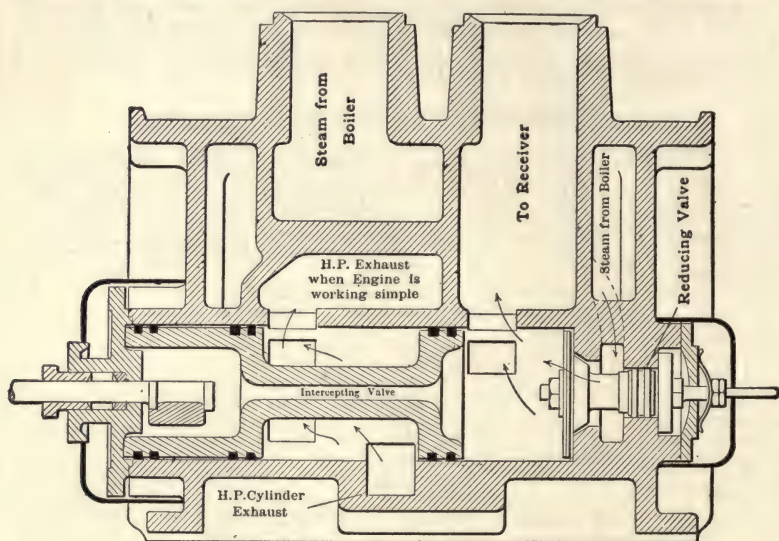 Steam from
Boiler
To Receiver
Steam from Boiler
Reducing Valve
H.P. Exhaust
when Engine is
working simple
Intercepting Valve
H.P.Cylinder
Exhaust